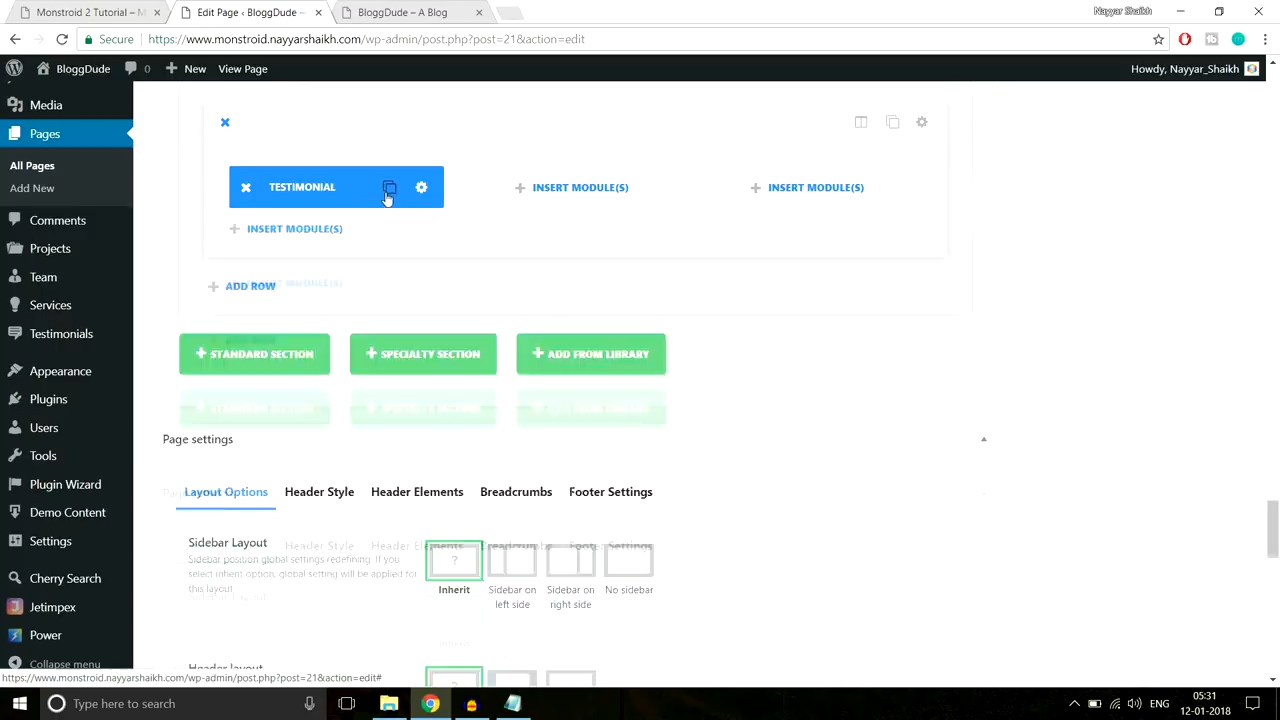 Monstroid 2 Tutorial – M
Edit Page ‹ BloggDude —
BloggDude – A Blog
Nayyar Shaikh
Secure
https://www.monstroid.nayyarshaikh.com/wp-admin/post.php?post=21&action=edit
BloggDude
0
New
View Page
Howdy, Nayyar_Shaikh
Media
Pages
All Pages
Add New
Comments
Projects
Team
Services
Testimonials
Appearance
Plugins
Users
Tools
Plugin Wizard
Demo Content
Settings
Cherry Search
Jetimpex
Power
Collapse menu
TESTIMONIAL
INSERT MODULE(S)
INSERT MODULE(S)
INSERT MODULE(S)
ADD ROW
STANDARD SECTION
SPECIALTY SECTION
ADD FROM LIBRARY
Page settings
Layout Options
Header Style
Header Elements
Breadcrumbs
Footer Settings
Sidebar Layout
Sidebar position global settings redefining. If you
select inherit option, global setting will be applied for
this layout
?
Inherit
Sidebar on
left side
Sidebar on
right side
No sidebar
Header layout
https://www.monstroid.nayyarshaikh.com/wp-admin/post.php?post=21&action=edit#
Type here to search
ENG
05:31
12-01-2018